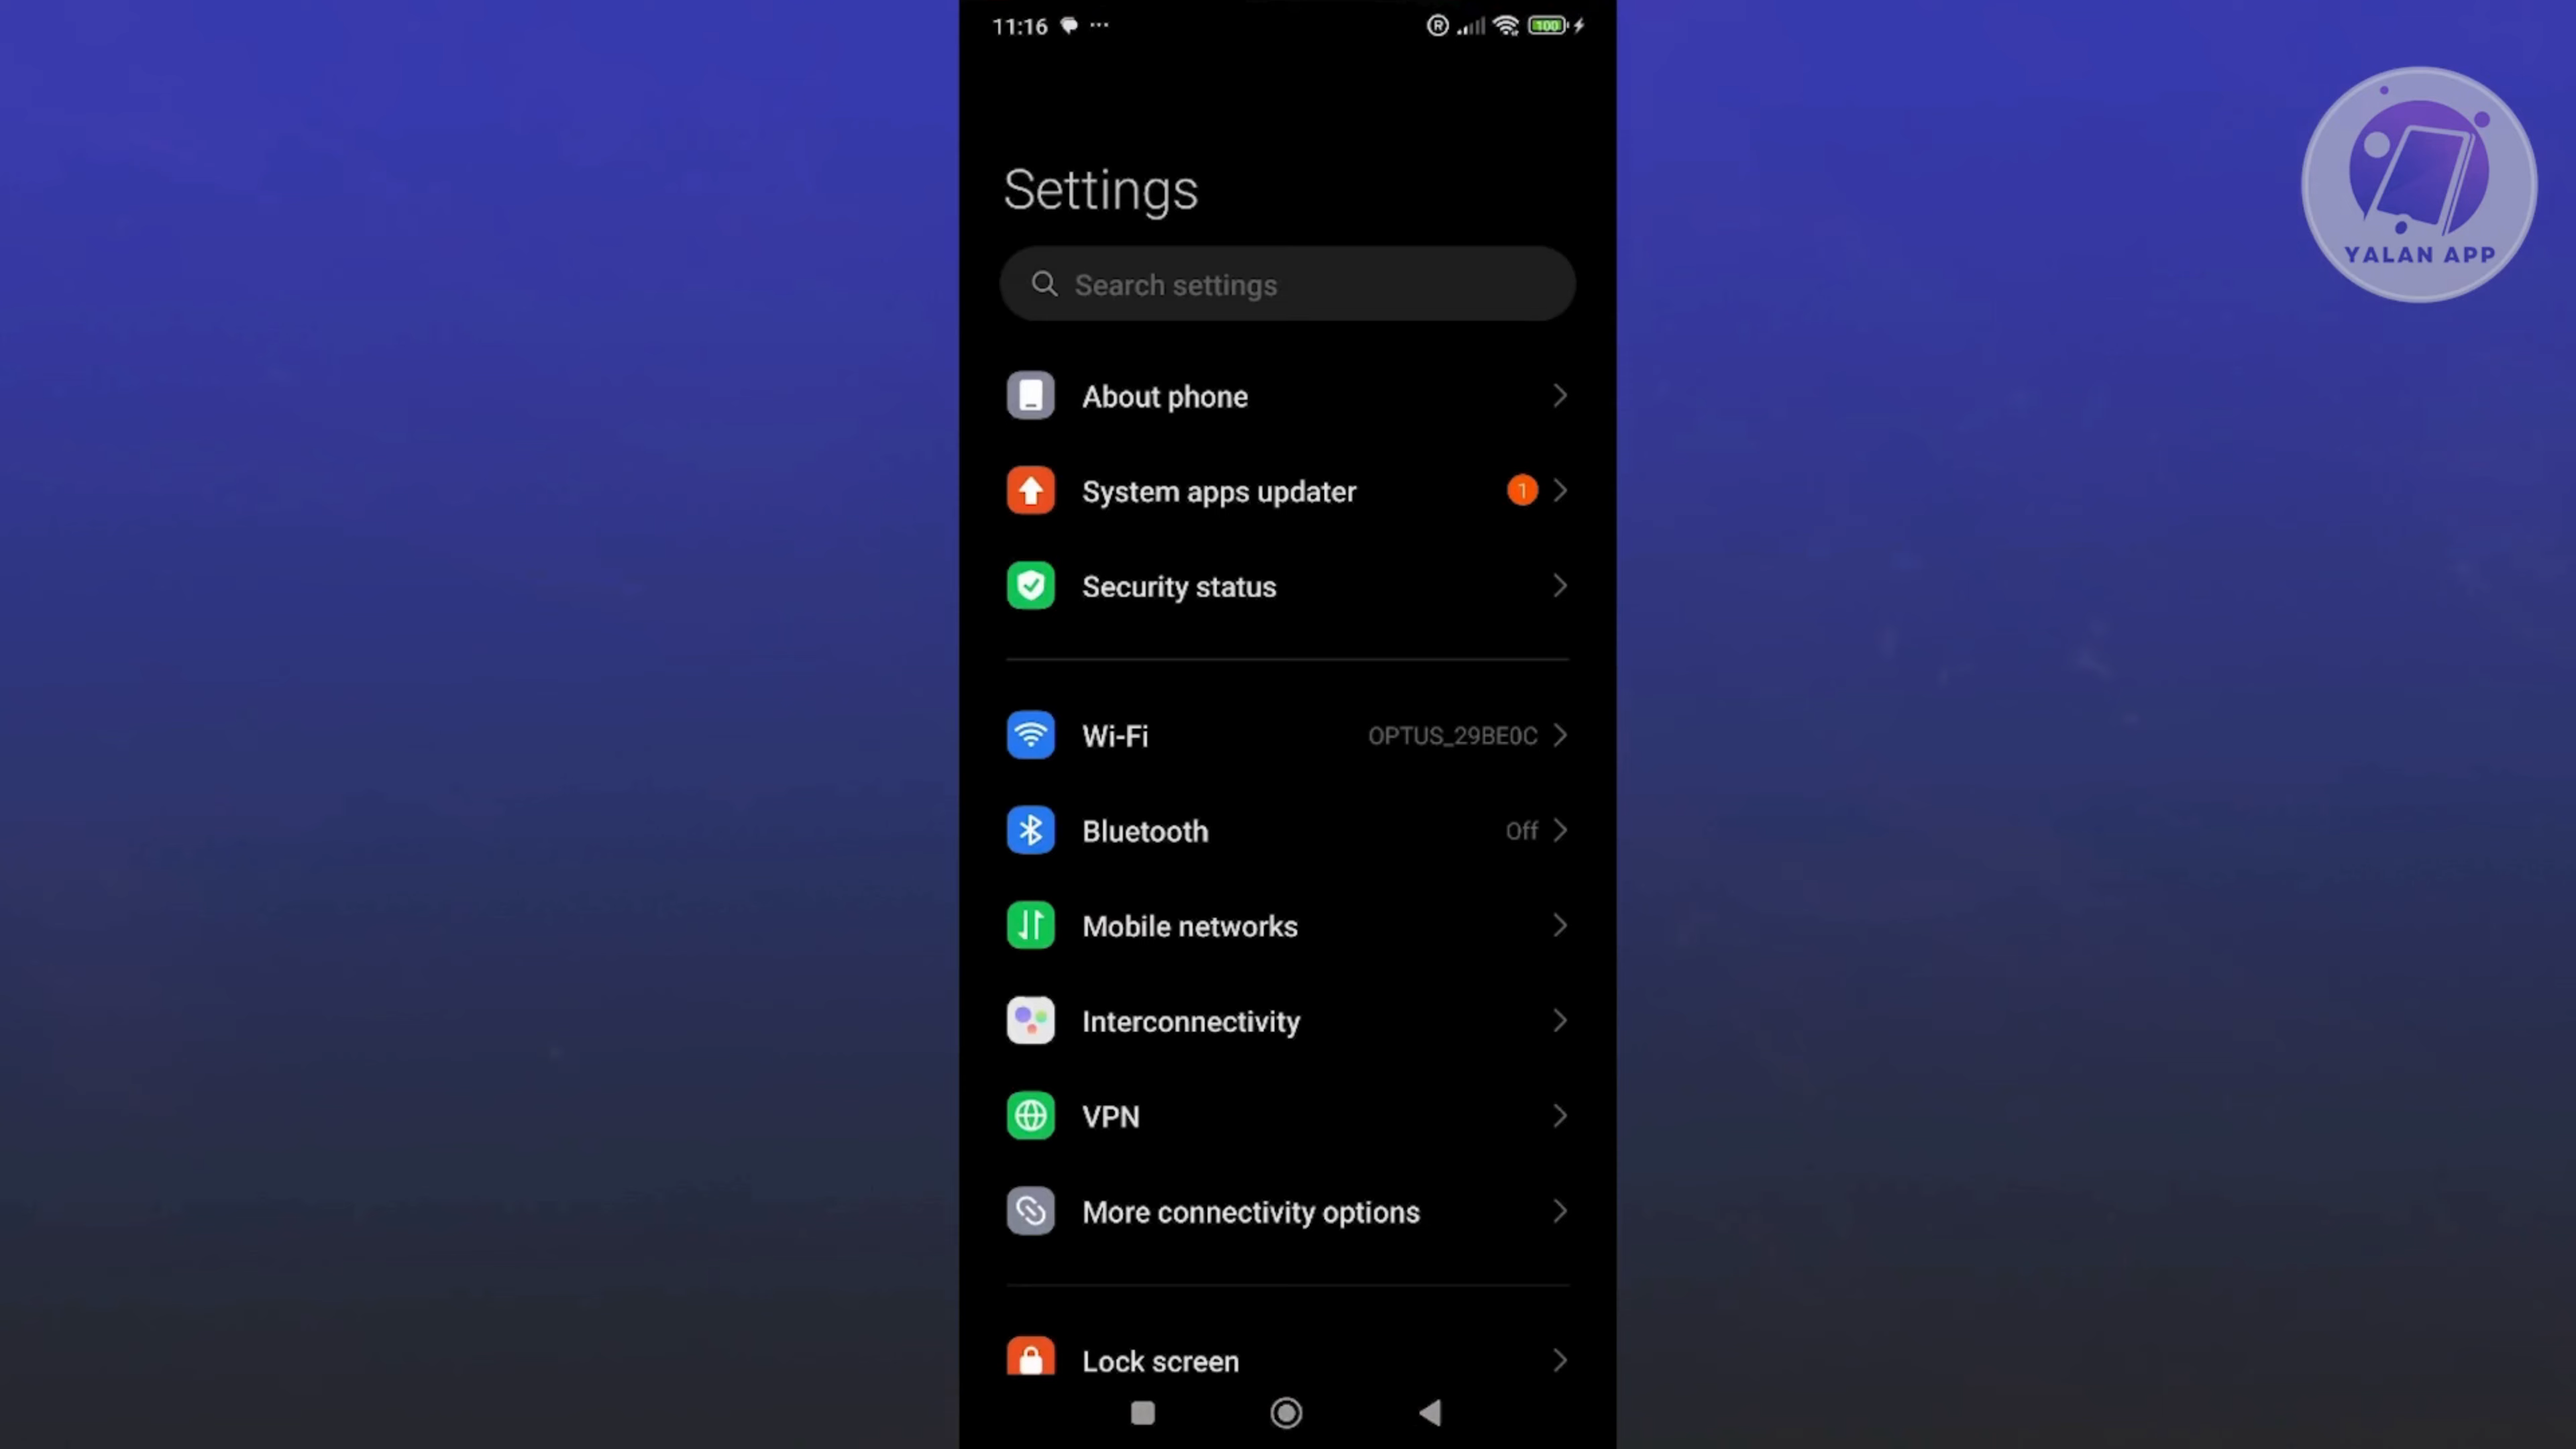 11:16
100
YALAN APP
Settings
Search settings
About phone
System apps updater 1
Security status
Wi-Fi OPTUS_29BE0C
Bluetooth Off
Mobile networks
Interconnectivity
VPN
More connectivity options
Lock screen